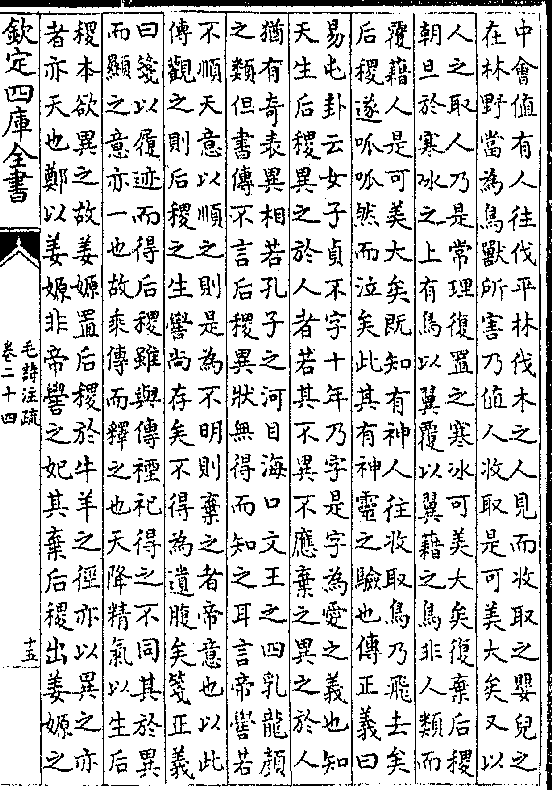 中會值有人往伐平林伐木之人見而收取之嬰兒之
在林野當為鳥獸所害乃值人收取是可美大矣又以
人之取人乃是常理復置之寒冰可美大矣復棄后稷
朝旦於寒冰之上有鳥以翼覆以翼藉之鳥非人類而
覆藉人是可美大矣既知有神人往收取鳥乃飛去矣
后稷遂呱呱然而泣矣此其有神靈之驗也傳正義曰
易屯卦云女子貞不字十年乃字是字為愛之義也知
天生后稷異之於人者若其不異不應棄之異之於人
猶有奇表異相若孔子之河目海口文王之四乳龍顏
之類但書傳不言后稷異狀無得而知之耳言帝嚳若
不順天意以順之則是為不明則棄之者帝意也以此
傳觀之則后稷之生嚳尚存矣不得為遺腹矣箋正義
曰箋以履迹而得后稷雖與傳禋祀得之不同其於異
而顯之意亦一也故乘傳而釋之也天降精氣以生后
稷本欲異之故姜嫄置后稷於牛羊之徑亦以異之亦
者亦天也鄭以姜嫄非帝嚳之妃其棄后稷出姜嫄之
欽定四庫全書
毛詩注疏
卷二十四
十五